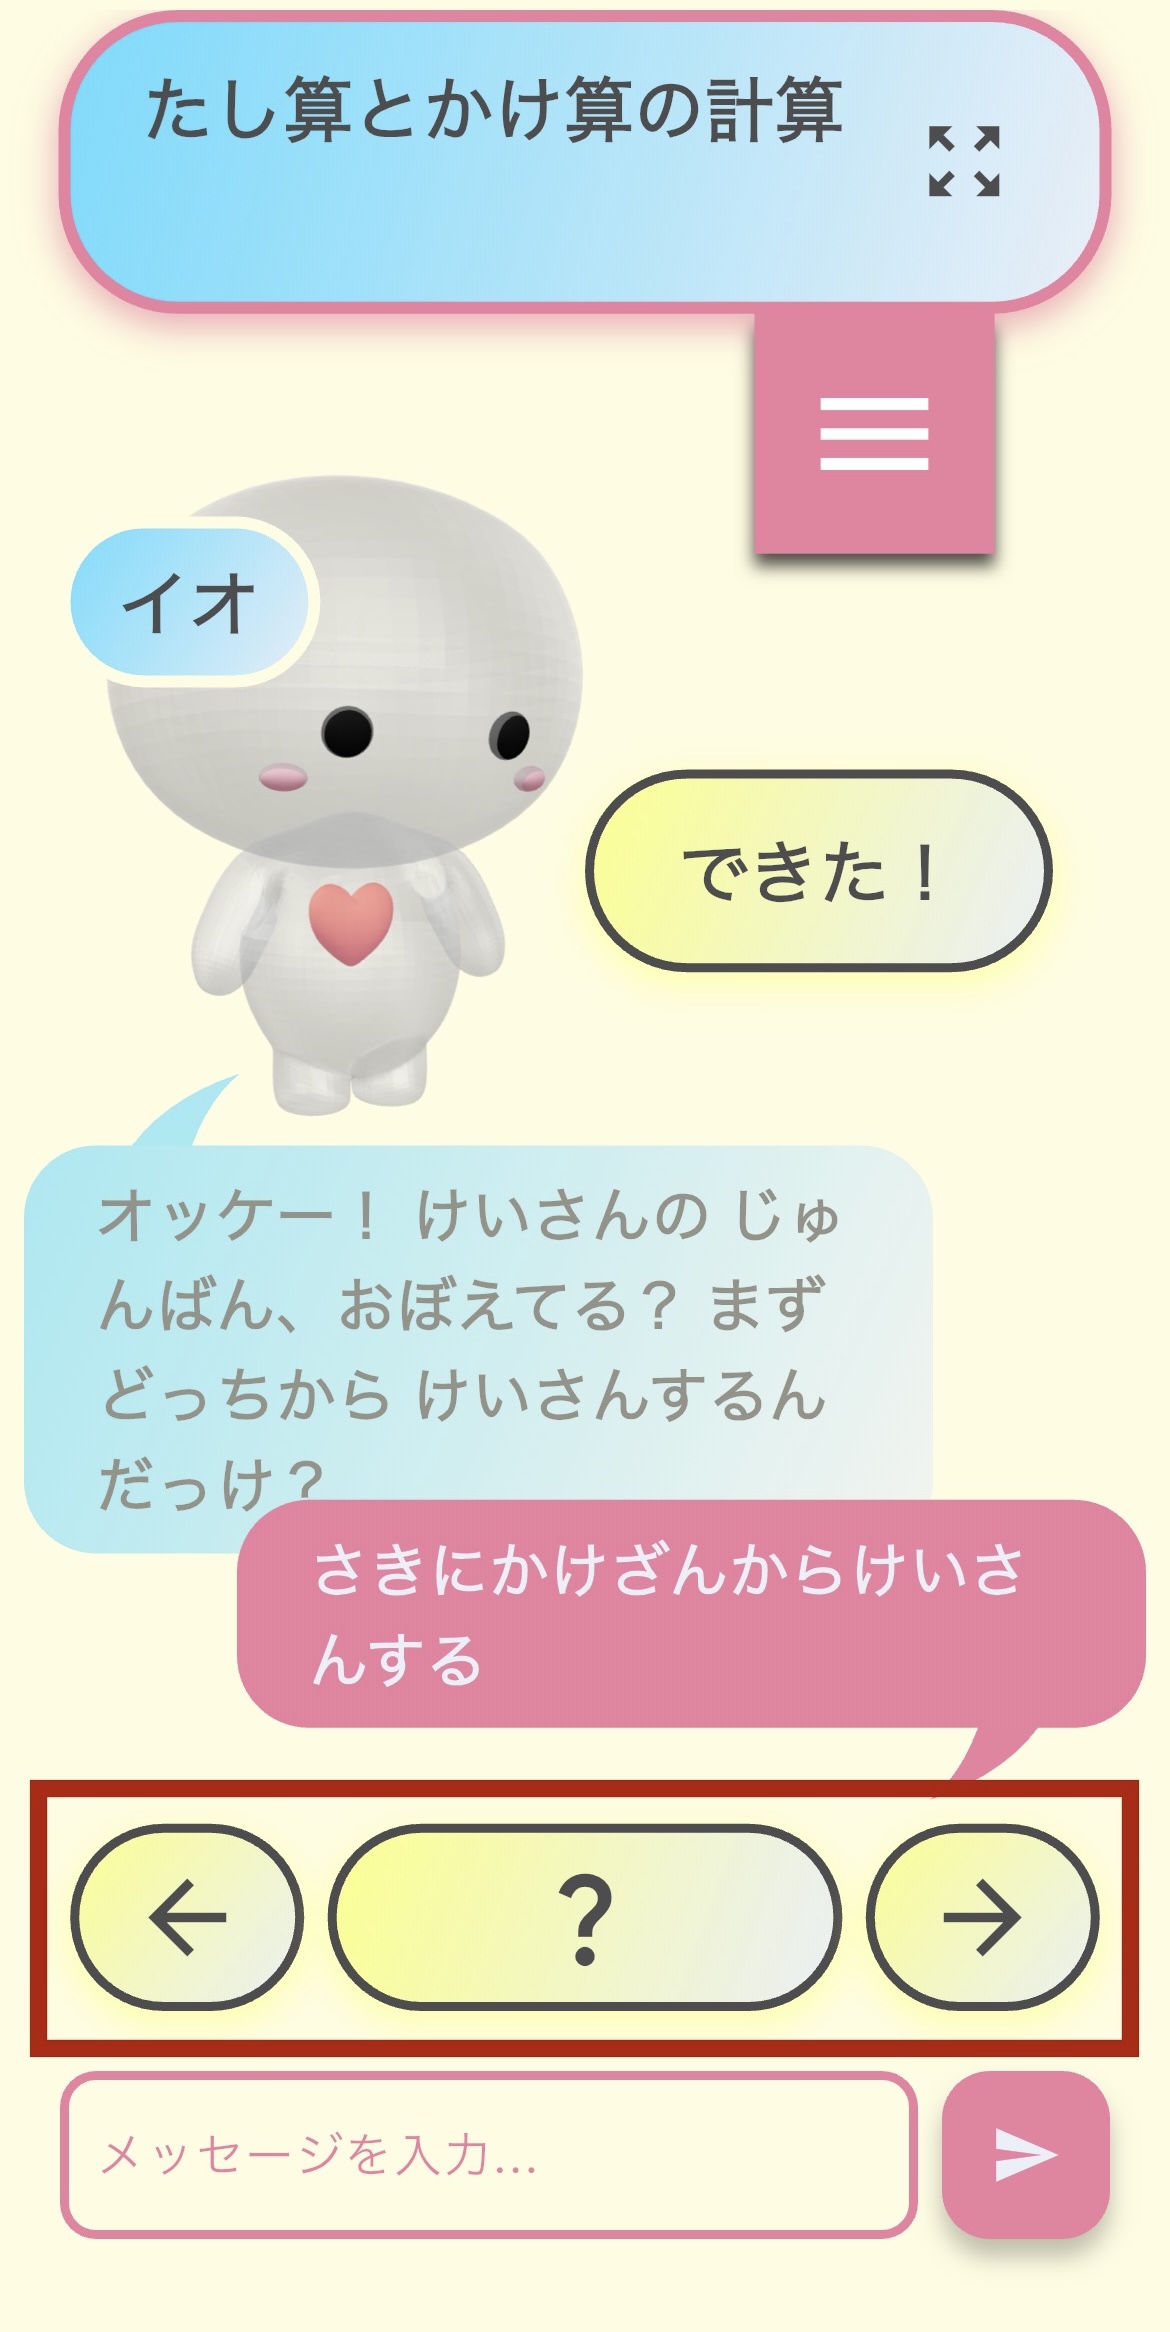 たし算とかけ算の計算
イオ
できた！
オッケー！ けいさんの じゅ
んばん、おぼえてる？ まず
どっちから けいさんするん
だっけ？
さきにかけざんからけいさ
んする
?
メッセージを入力...